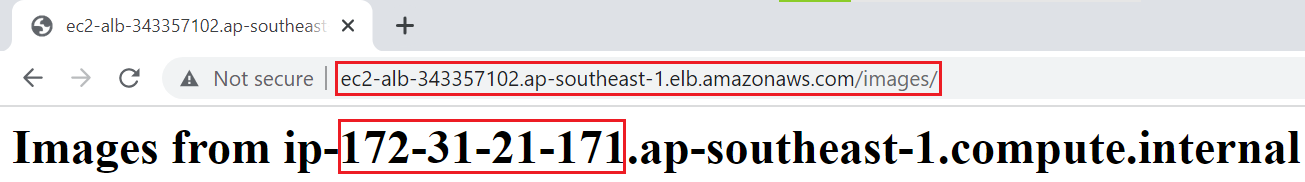 ec2-alb-343357102.ap-southeast
Not secure | ec2-alb-343357102.ap-southeast-1.elb.amazonaws.com/images/
Images from ip-172-31-21-171.ap-southeast-1.compute.internal